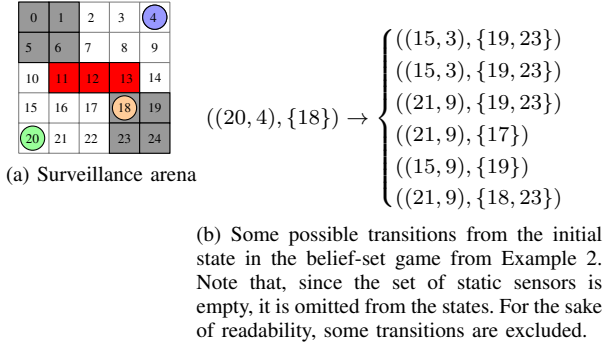 0 1 2 3 4
5 6 7 8 9
10 11 12 13 14
15 16 17 18 19
20 21 22 23 24
(a) Surveillance arena
((20, 4), {18}) →
((15, 3), {19, 23})
((15, 3), {19, 23})
((21, 9), {19, 23})
((21, 9), {17})
((15, 9), {19})
((21, 9), {18, 23})
(b) Some possible transitions from the initial
state in the belief-set game from Example 2.
Note that, since the set of static sensors is
empty, it is omitted from the states. For the sake
of readability, some transitions are excluded.